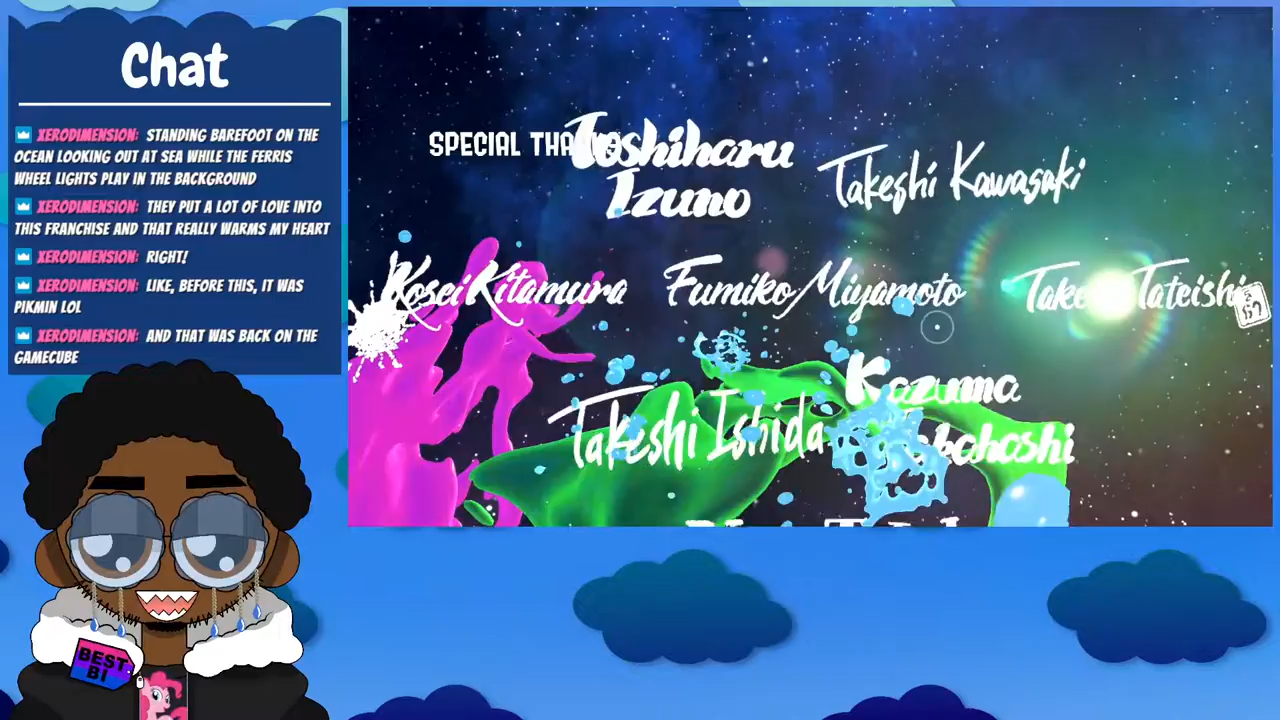 Chat
XERODIMENSION: STANDING BAREFOOT ON THE
OCEAN LOOKING OUT AT SEA WHILE THE FERRIS
WHEEL LIGHTS PLAY IN THE BACKGROUND
XERODIMENSION: THEY PUT A LOT OF LOVE INTO
THIS FRANCHISE AND THAT REALLY WARMS MY HEART
XERODIMENSION: RIGHT!
XERODIMENSION: LIKE, BEFORE THIS, IT WAS
PIKMIN LOL
XERODIMENSION: AND THAT WAS BACK ON THE
GAMECUBE
SPECIAL THANKS
Toshiharu
Izuno
Takeshi Kawasaki
Kosei Kitamura
Fumiko Miyamoto
Tateishi
Takeshi Ishida
Kazuma
BEST
BI